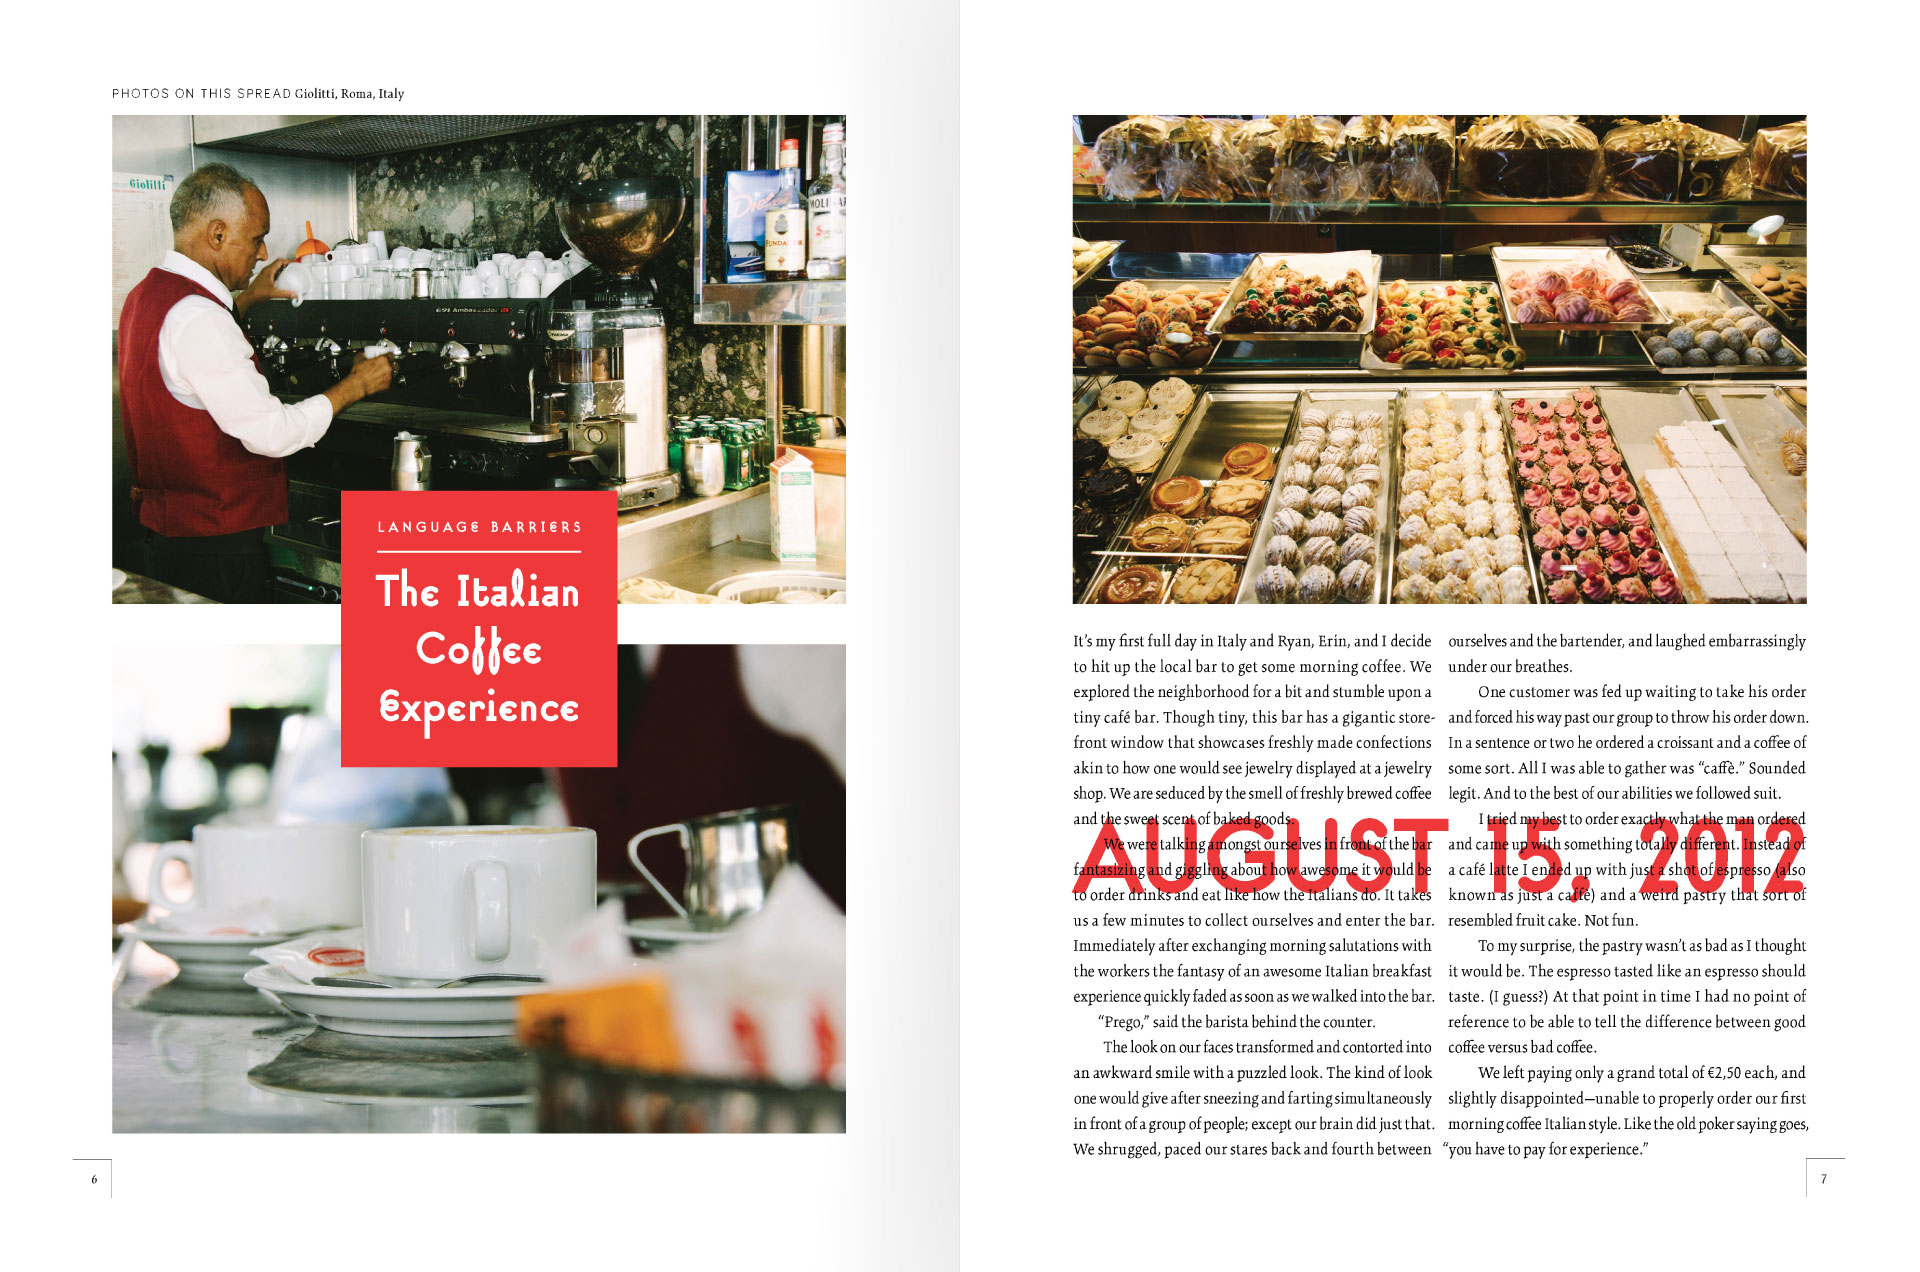 PHOTOS ON THIS SPREAD Giolitti, Roma, Italy
Giolitti
E91 Ambassador
FAEMA
FUNDADOR
MOLINARI
LANGUAGE BARRIERS
The Italian
Coffee
Experience
6
It’s my first full day in Italy and Ryan, Erin, and I decide
to hit up the local bar to get some morning coffee. We
explored the neighborhood for a bit and stumble upon a
tiny café bar. Though tiny, this bar has a gigantic store-
front window that showcases freshly made confections
akin to how one would see jewelry displayed at a jewelry
shop. We are seduced by the smell of freshly brewed coffee
and the sweet scent of baked goods.
We were talking amongst ourselves in front of the bar
fantasizing and giggling about how awesome it would be
to order drinks and eat like how the Italians do. It takes
us a few minutes to collect ourselves and enter the bar.
Immediately after exchanging morning salutations with
the workers the fantasy of an awesome Italian breakfast
experience quickly faded as soon as we walked into the bar.
“Prego,” said the barista behind the counter.
The look on our faces transformed and contorted into
an awkward smile with a puzzled look. The kind of look
one would give after sneezing and farting simultaneously
in front of a group of people; except our brain did just that.
We shrugged, paced our stares back and fourth between
ourselves and the bartender, and laughed embarrassingly
under our breathes.
One customer was fed up waiting to take his order
and forced his way past our group to throw his order down.
In a sentence or two he ordered a croissant and a coffee of
some sort. All I was able to gather was “caffè.” Sounded
legit. And to the best of our abilities we followed suit.
I tried my best to order exactly what the man ordered
and came up with something totally different. Instead of
a café latte I ended up with just a shot of espresso (also
known as just a caffè) and a weird pastry that sort of
resembled fruit cake. Not fun.
To my surprise, the pastry wasn’t as bad as I thought
it would be. The espresso tasted like an espresso should
taste. (I guess?) At that point in time I had no point of
reference to be able to tell the difference between good
coffee versus bad coffee.
We left paying only a grand total of €2,50 each, and
slightly disappointed—unable to properly order our first
morning coffee Italian style. Like the old poker saying goes,
“you have to pay for experience.”
AUGUST 15, 2012
7